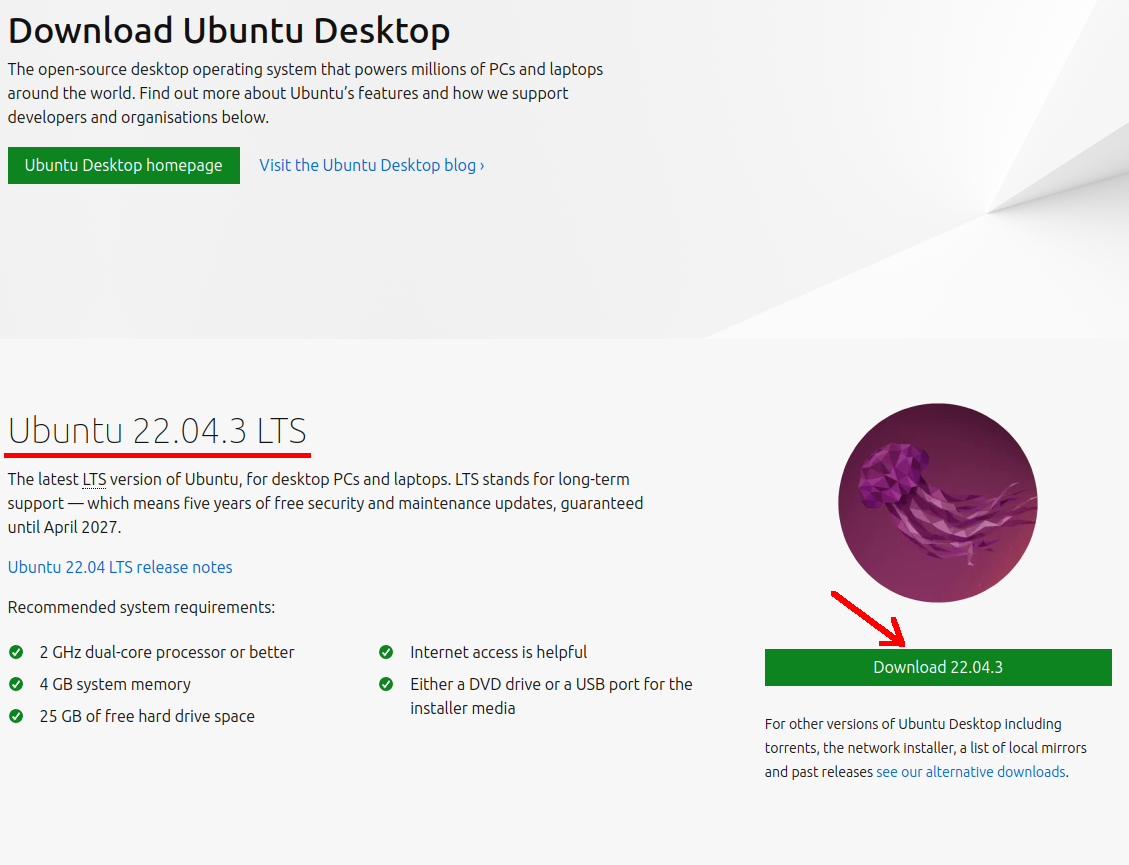 Download Ubuntu Desktop
The open-source desktop operating system that powers millions of PCs and laptops
around the world. Find out more about Ubuntu’s features and how we support
developers and organisations below.
Ubuntu Desktop homepage
Visit the Ubuntu Desktop blog ›
Ubuntu 22.04.3 LTS
The latest LTS version of Ubuntu, for desktop PCs and laptops. LTS stands for long-term
support — which means five years of free security and maintenance updates, guaranteed
until April 2027.
Ubuntu 22.04 LTS release notes
Recommended system requirements:
2 GHz dual-core processor or better
4 GB system memory
25 GB of free hard drive space
Internet access is helpful
Either a DVD drive or a USB port for the
installer media
Download 22.04.3
For other versions of Ubuntu Desktop including
torrents, the network installer, a list of local mirrors
and past releases see our alternative downloads.